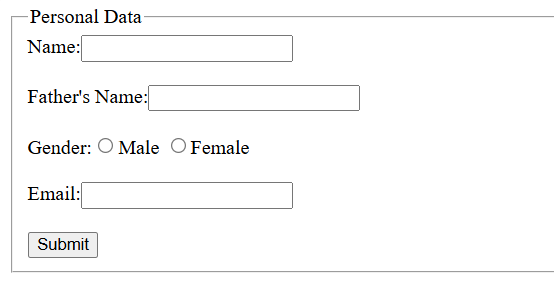 Personal Data
Name:
Father's Name:
Gender: Male Female
Email:
Submit